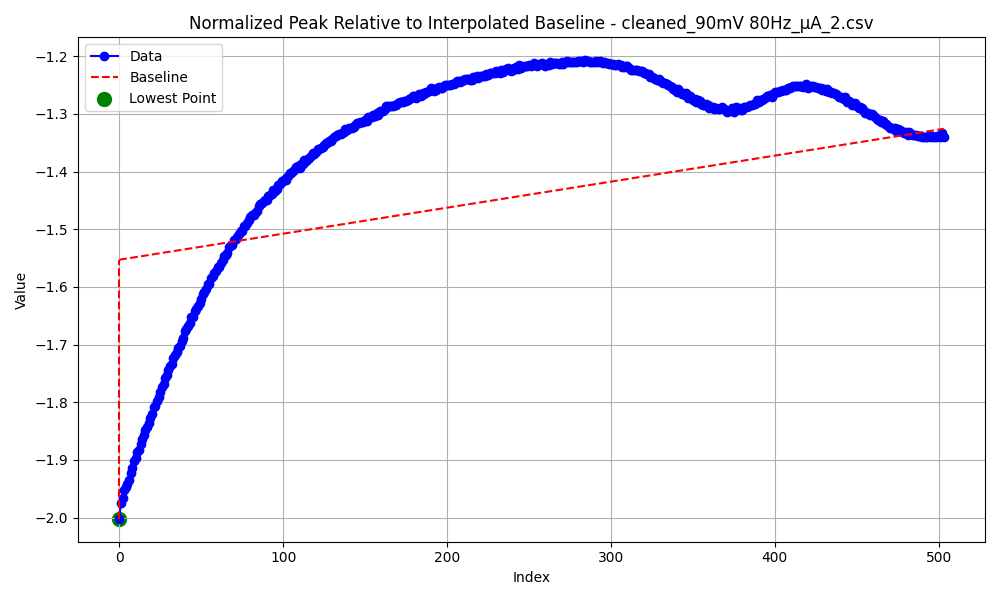 Normalized Peak Relative to Interpolated Baseline - cleaned_90mV 80Hz_μA_2.csv
Data
Baseline
Lowest Point
−1.2
−1.3
−1.4
−1.5
−1.6
−1.7
−1.8
−1.9
−2.0
Value
0 100 200 300 400 500
Index